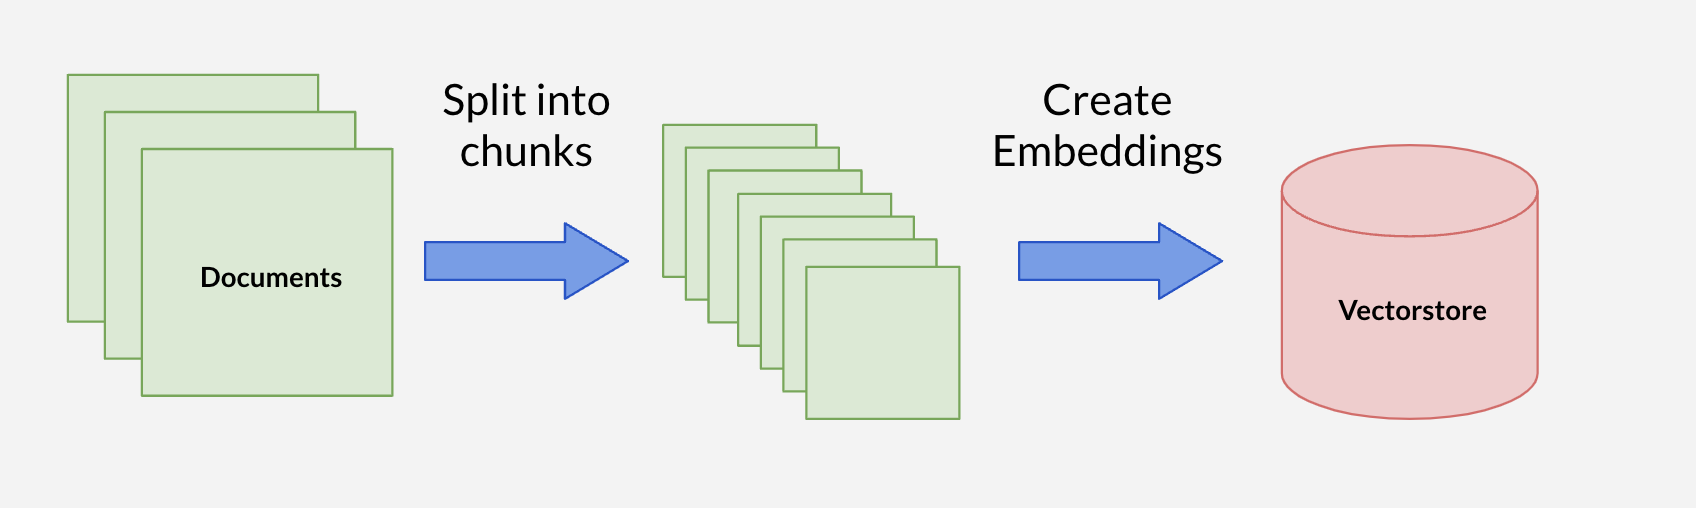 Split into
chunks
Create
Embeddings
Documents
Vectorstore